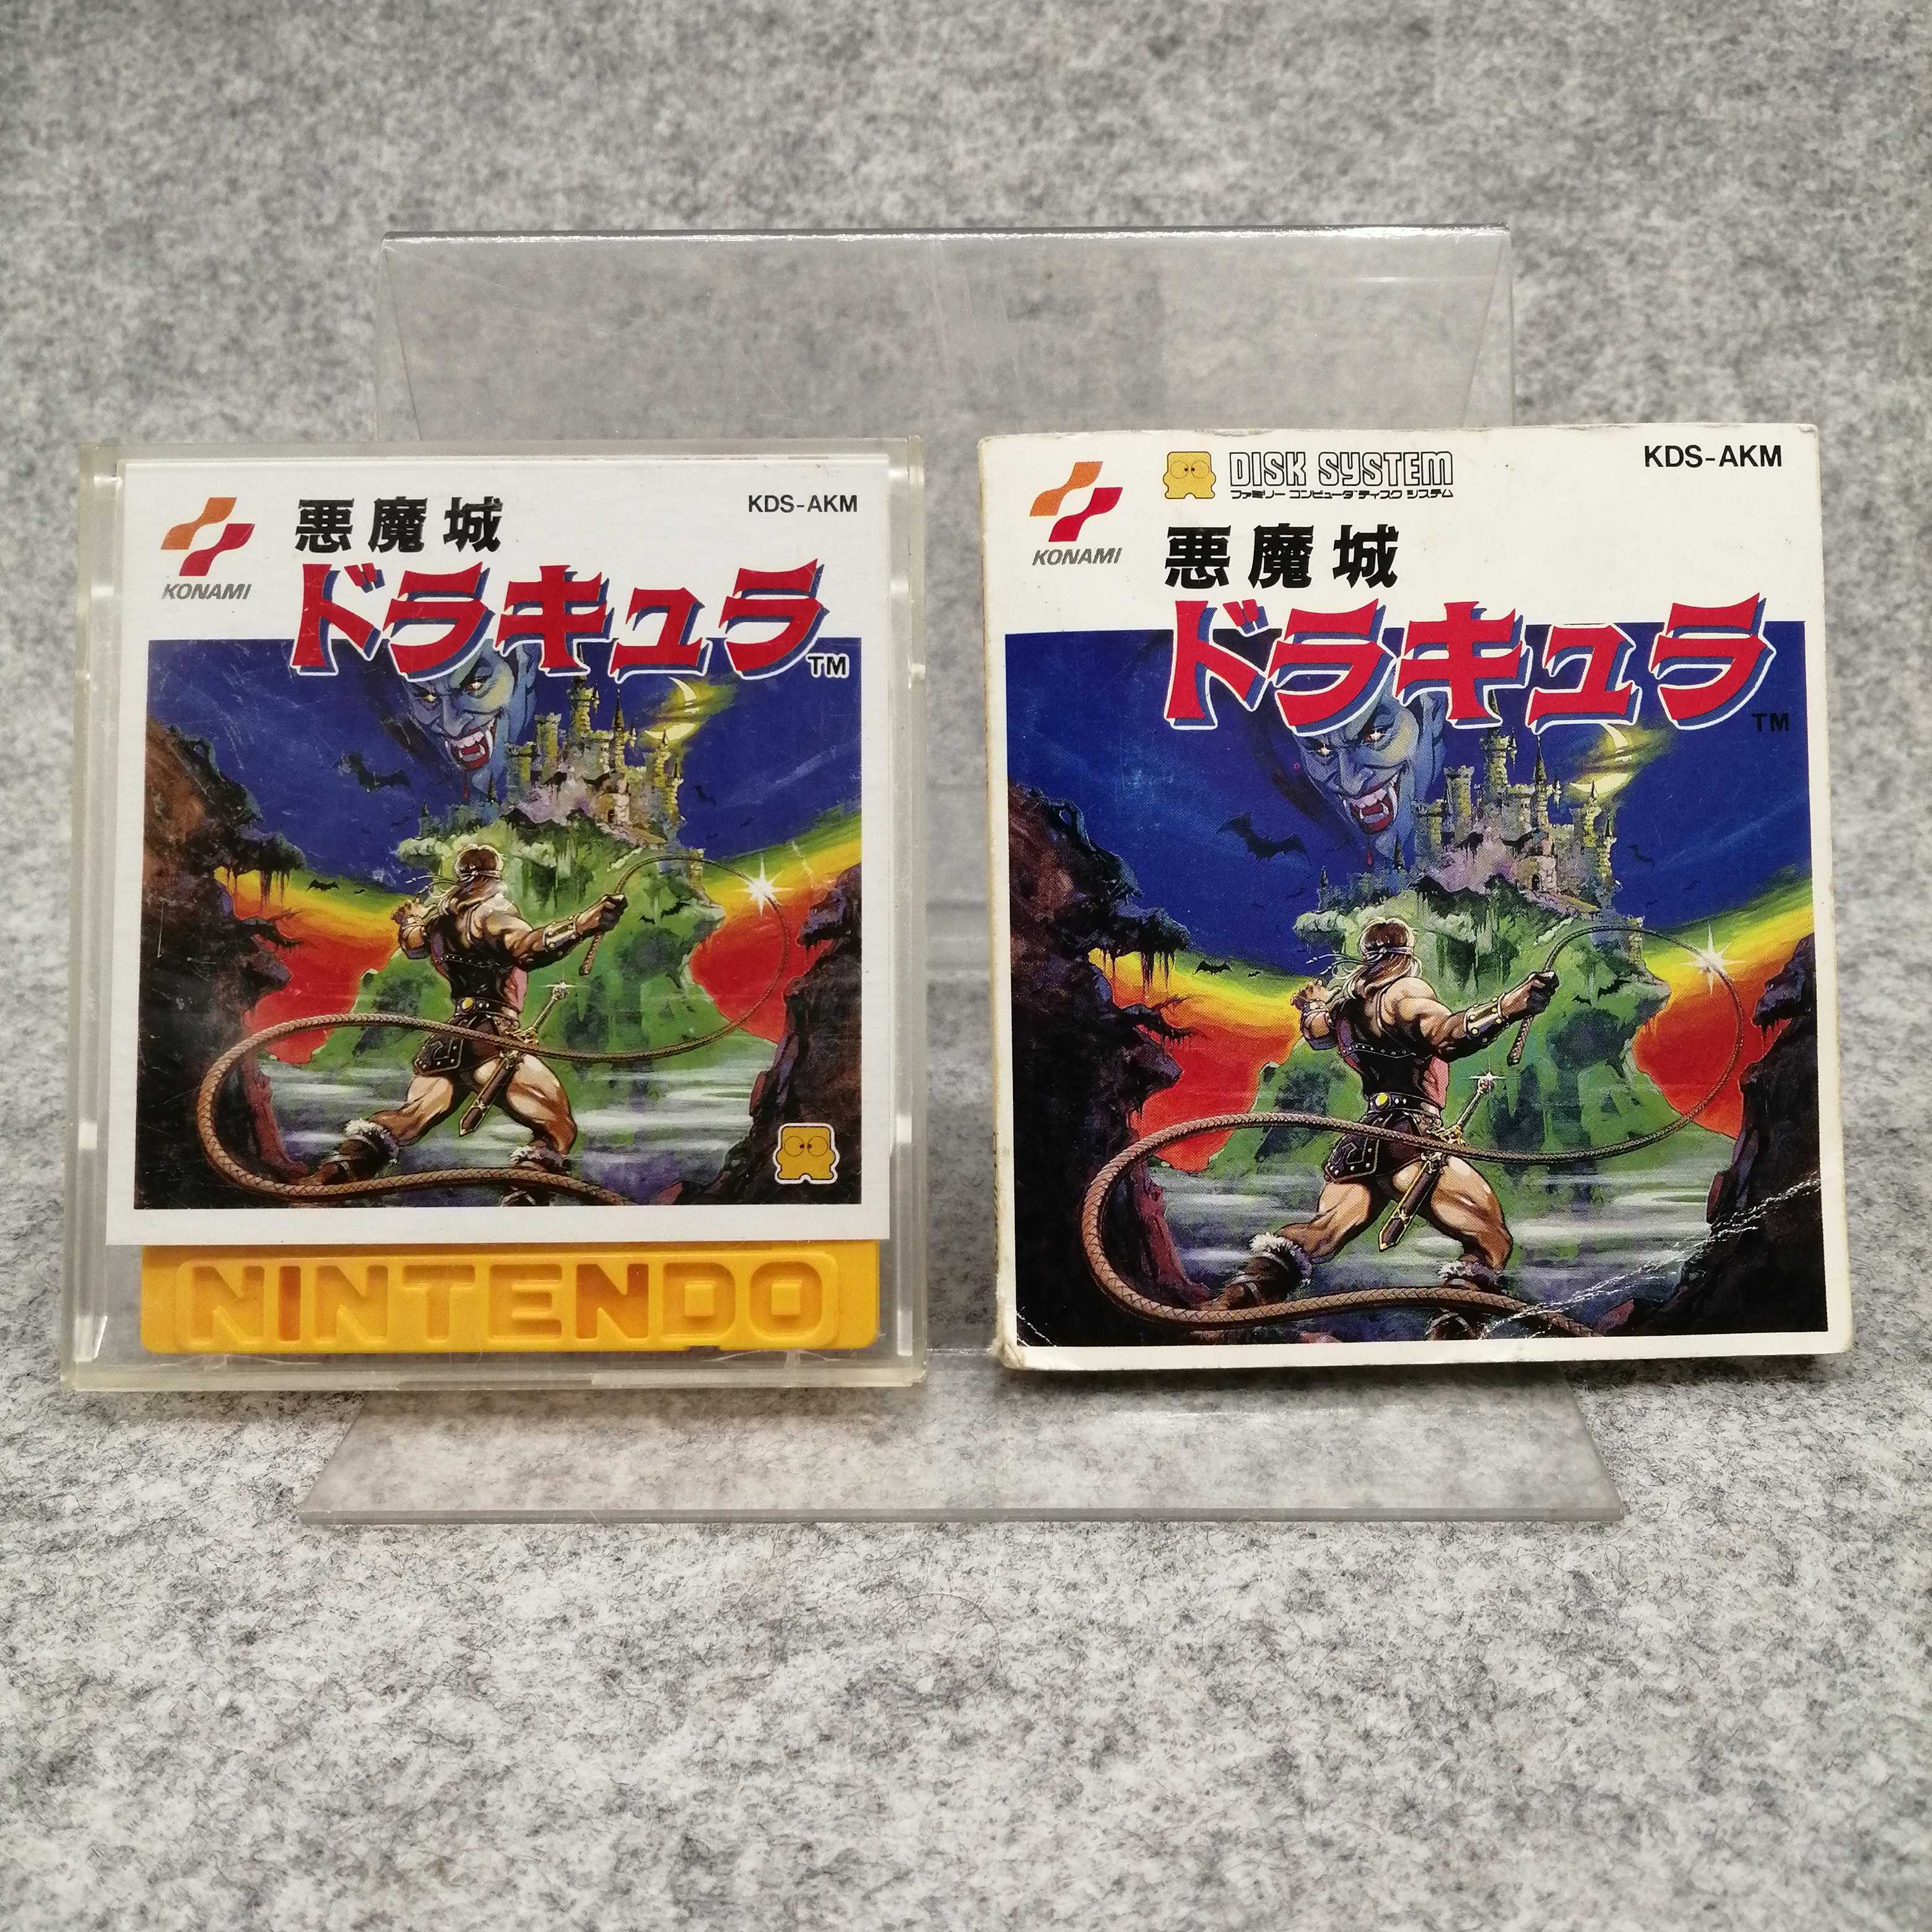 KONAMI
悪魔城
KDS-AKM
ドラキュラ
TM
NINTENDO
KONAMI
DISK SYSTEM
ファミリー コンピュータ ディスク システム
KDS-AKM
悪魔城
ドラキュラ
TM